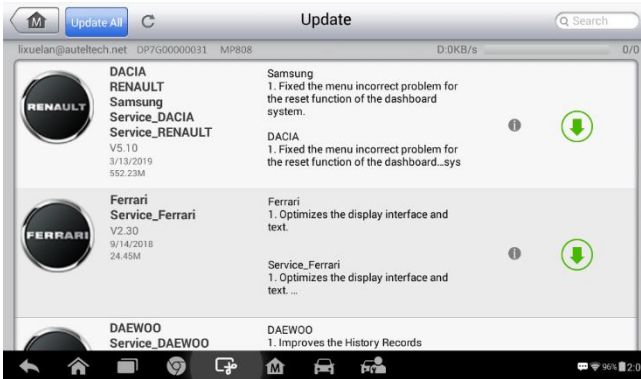 M
Update All
Update
Search
lixuelan@auteltech.net DP7G00000031 MP808
D:0KB/s
0/0
RENAULT
DACIA
RENAULT
Samsung
Service_DACIA
Service_RENAULT
V5.10
3/13/2019
552.23M
Samsung
1. Fixed the menu incorrect problem for
the reset function of the dashboard
system.
DACIA
1. Fixed the menu incorrect problem for
the reset function of the dashboard...sys
FERRARI
Ferrari
Service_Ferrari
V2.30
9/14/2018
24.45M
Ferrari
1. Optimizes the display interface and
text.
Service_Ferrari
1. Optimizes the display interface and
text. ...
DAEWOO
Service_DAEWOO
DAEWOO
1. Improves the History Records
M
96%
2:0